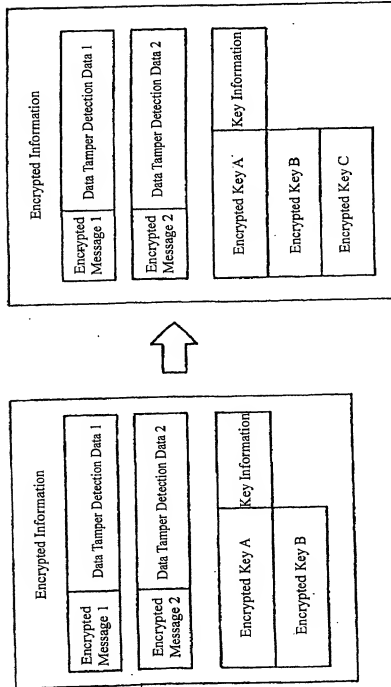 Encrypted Information
Encrypted
Message 1
Data Tamper Detection Data 1
Encrypted
Message 2
Data Tamper Detection Data 2
Encrypted Key A
Key Information
Encrypted Key B
Encrypted Information
Encrypted
Message 1
Data Tamper Detection Data 1
Encrypted
Message 2
Data Tamper Detection Data 2
Encrypted Key A
Key Information
Encrypted Key B
Encrypted Key C